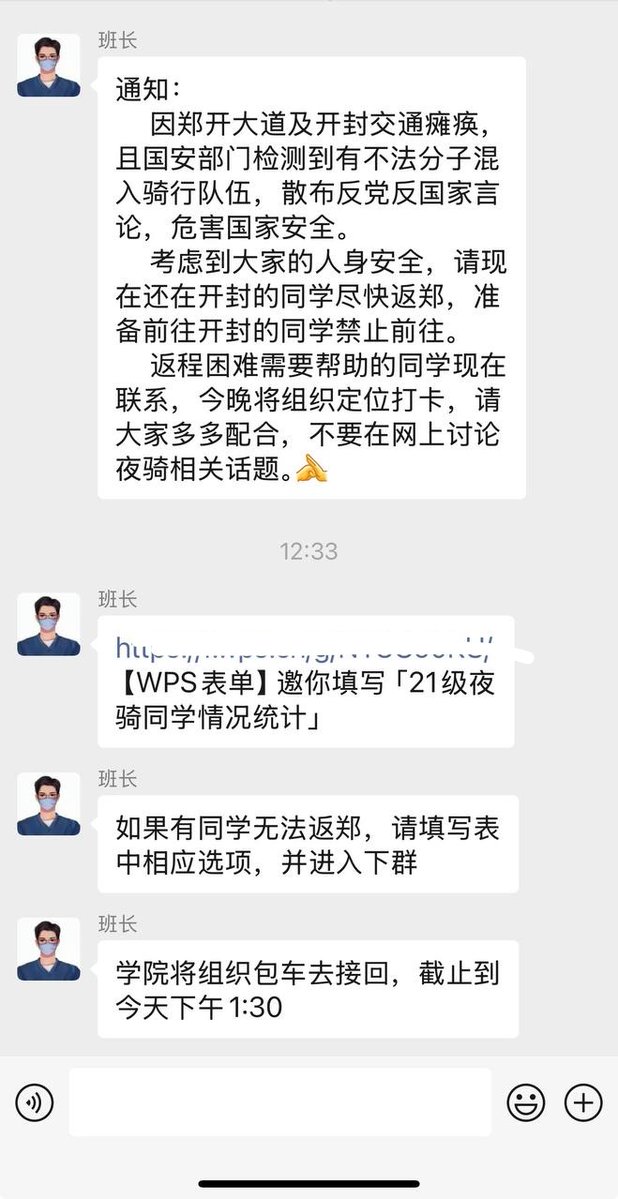 班长
通知：
因郑开大道及开封交通瘫痪，
且国安部门检测到有不法分子混
入骑行队伍，散布反党反国家言
论，危害国家安全。
考虑到大家的人身安全，请现
在还在开封的同学尽快返郑，准
备前往开封的同学禁止前往。
返程困难需要帮助的同学现在
联系，今晚将组织定位打卡，请
大家多多配合，不要在网上讨论
夜骑相关话题。
12:33
班长
【WPS表单】邀你填写「21级夜
骑同学情况统计」
班长
如果有同学无法返郑，请填写表
中相应选项，并进入下群
班长
学院将组织包车去接回，截止到
今天下午1:30